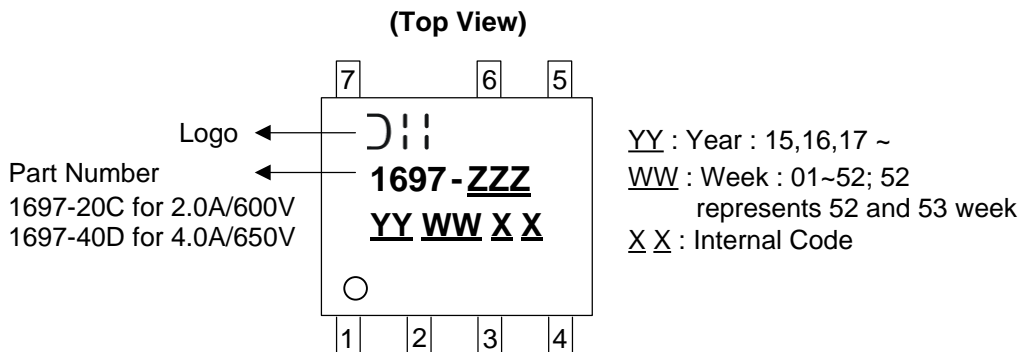 (Top View)
7 6 5
Logo
Part Number
1697-20C for 2.0A/600V
1697-40D for 4.0A/650V
1697-ZZZ
YY WW X X
YY : Year : 15,16,17 ~
WW : Week : 01~52; 52
represents 52 and 53 week
X X : Internal Code
1 2 3 4